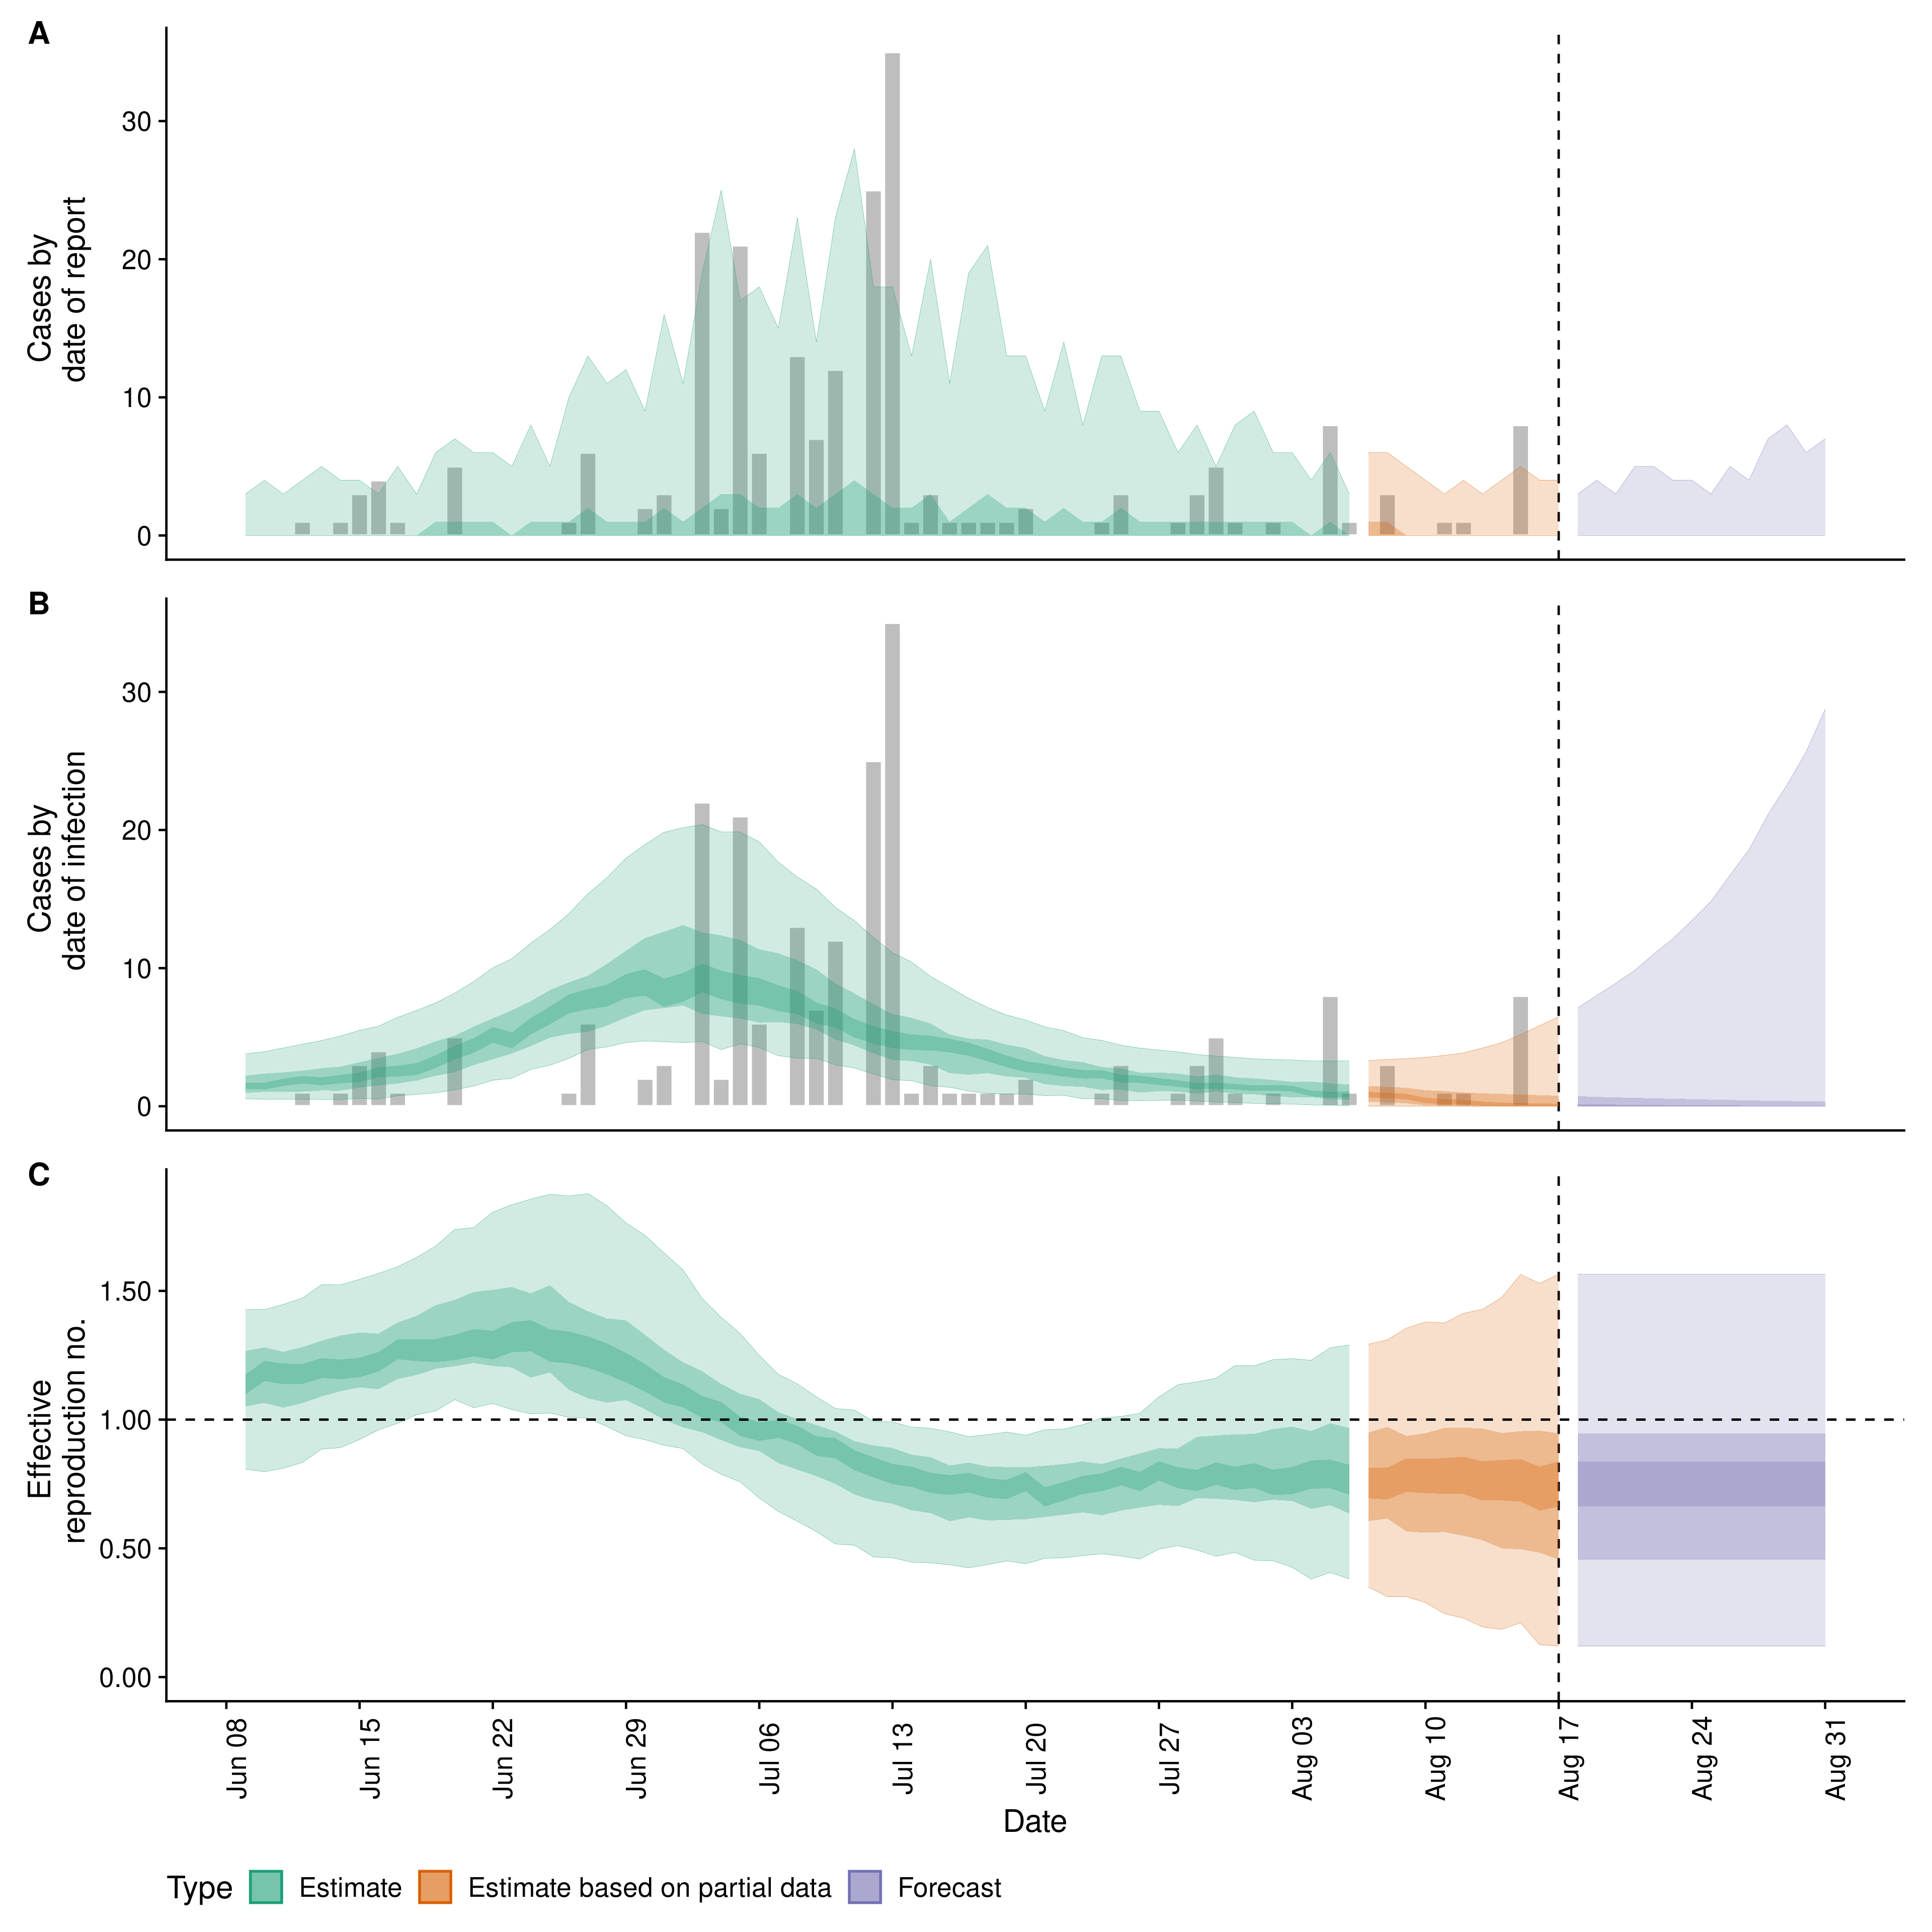 A
Cases by
date of report
30
20
10
0
B
Cases by
date of infection
30
20
10
0
C
Effective
reproduction no.
1.50
1.00
0.50
0.00
Jun 08
Jun 15
Jun 22
Jun 29
Jul 06
Jul 13
Jul 20
Jul 27
Aug 03
Aug 10
Aug 17
Aug 24
Aug 31
Date
Type Estimate Estimate based on partial data Forecast